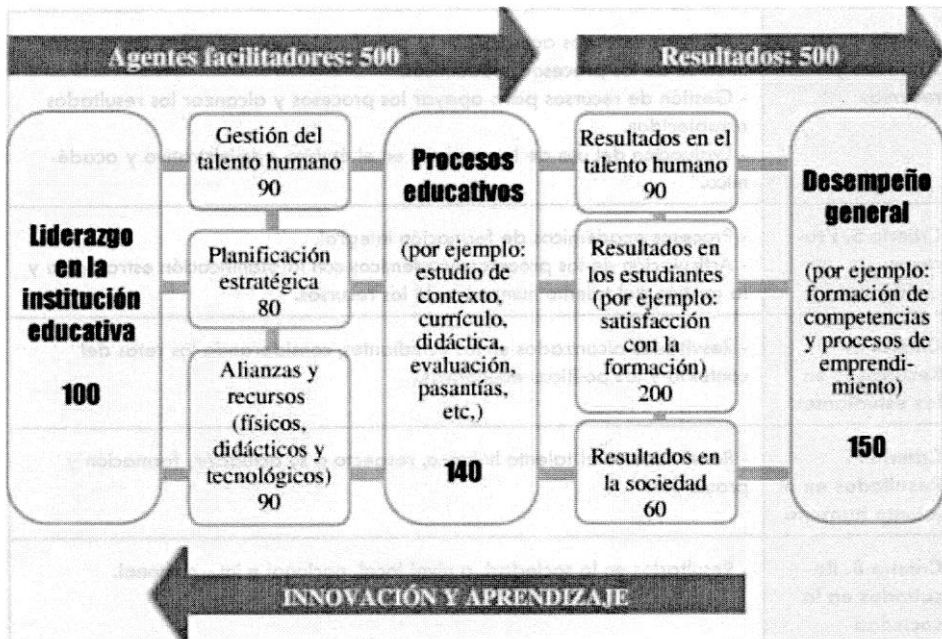 Agentes facilitadores: 500
Resultados: 500
Liderazgo
en la
institución
educativa
100
Gestión del
talento humano
90
Planificación
estratégica
80
Alianzas y
recursos
(físicos,
didácticos y
tecnológicos)
90
Procesos
educativos
(por ejemplo:
estudio de
contexto,
currículo,
didáctica,
evaluación,
pasantías,
etc,)
140
Resultados en el
talento humano
90
Resultados en
los estudiantes
(por ejemplo:
satisfacción
con la
formación)
200
Resultados en
la sociedad
60
Desempeño
general
(por ejemplo:
formación de
competencias
y procesos de
emprendi-
miento)
150
INNOVACIÓN Y APRENDIZAJE